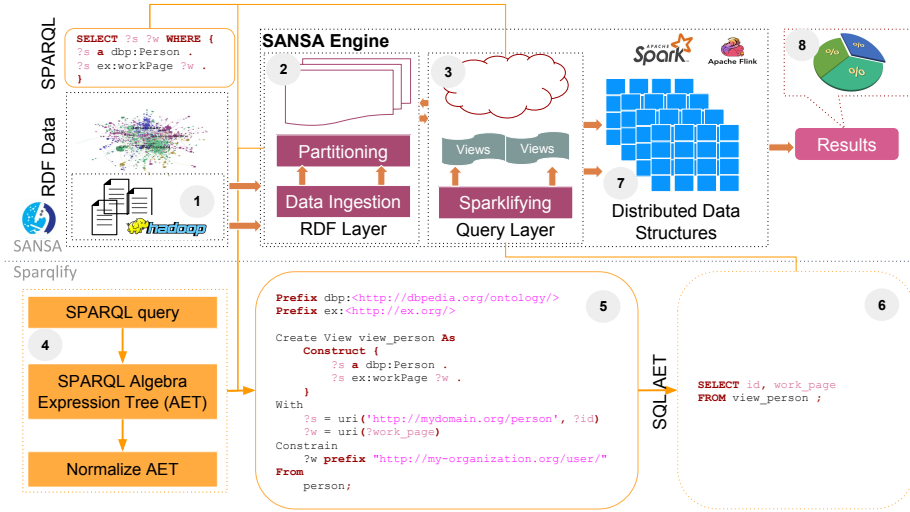 SPARQL
SELECT ?s ?w WHERE {
?s a dbp:Person .
?s ex:workPage ?w .
}
RDF Data
1
hadoop
SANSA
SANSA Engine
2
Partitioning
Data Ingestion
RDF Layer
3
Views
Views
Sparklifying
Query Layer
APACHE
Spark
Apache Flink
7
Distributed Data
Structures
8
%
%
%
Results
Sparqlify
SPARQL query
4
SPARQL Algebra
Expression Tree (AET)
Normalize AET
5
Prefix dbp:<http://dbpedia.org/ontology/>
Prefix ex:<http://ex.org/>
Create View view_person As
Construct {
?s a dbp:Person .
?s ex:workPage ?w .
}
With
?s = uri('http://mydomain.org/person', ?id)
?w = uri(?work_page)
Constrain
?w prefix "http://my-organization.org/user/"
From
person;
SQL AET
6
SELECT id, work_page
FROM view_person ;